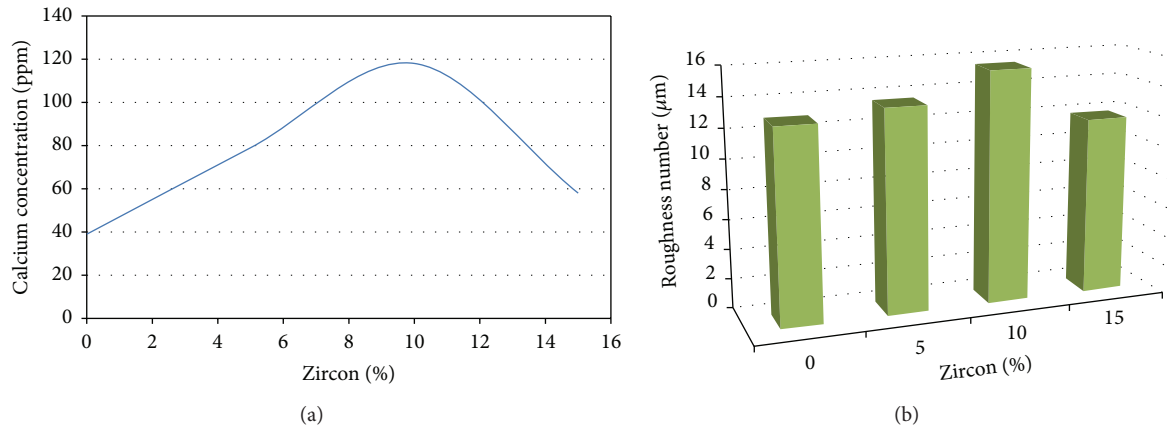 140
120
100
80
60
40
20
0
Calcium concentration (ppm)
0 2 4 6 8 10 12 14 16
Zircon (%)
(a)
16
14
12
10
8
6
4
2
0
Roughness number (μm)
0 5 10 15
Zircon (%)
(b)